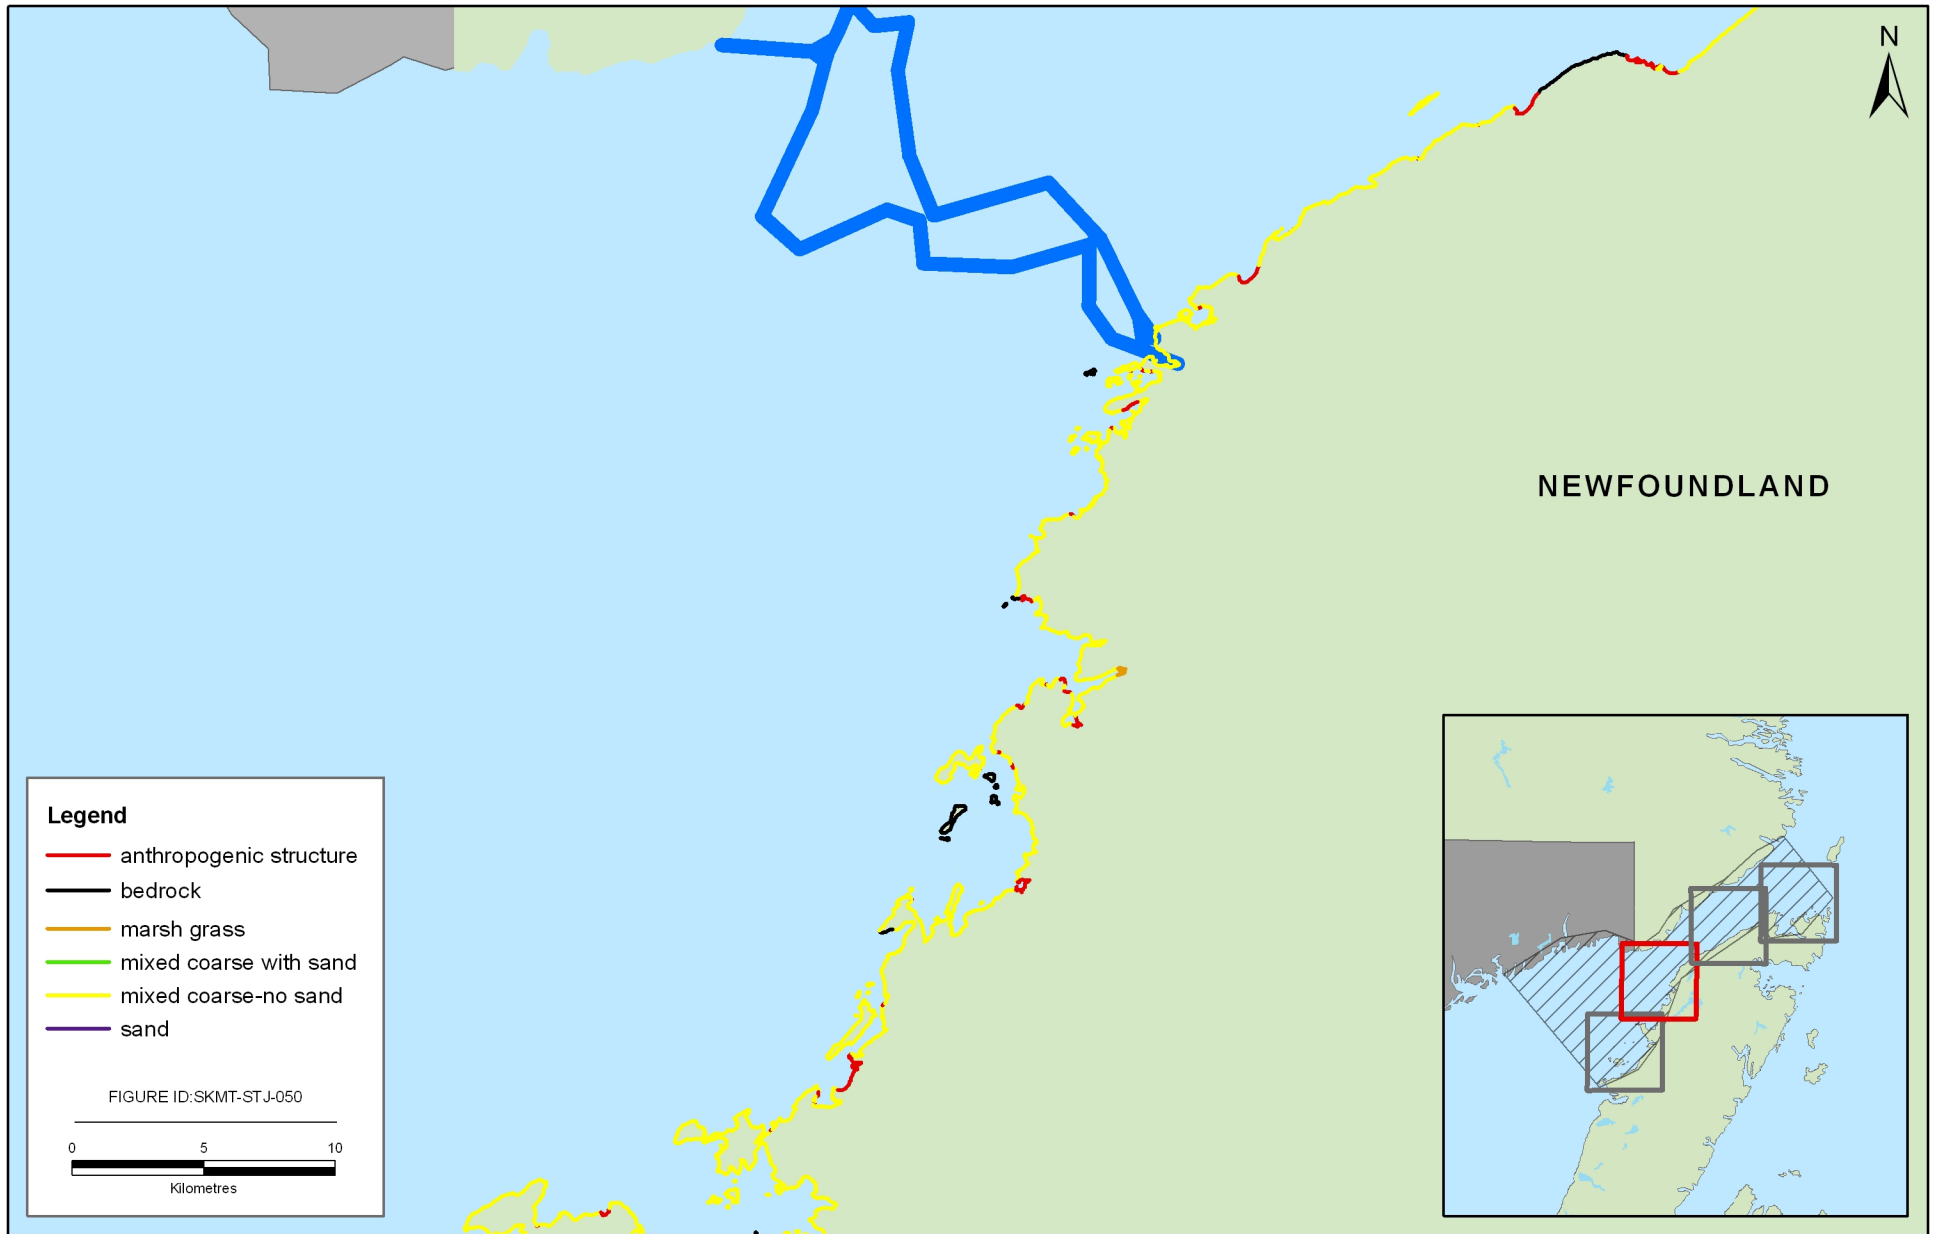 N
NEWFOUNDLAND
Legend
anthropogenic structure
bedrock
marsh grass
mixed coarse with sand
mixed coarse-no sand
sand
FIGURE ID:SKMT-STJ-050
0 5 10
Kilometres